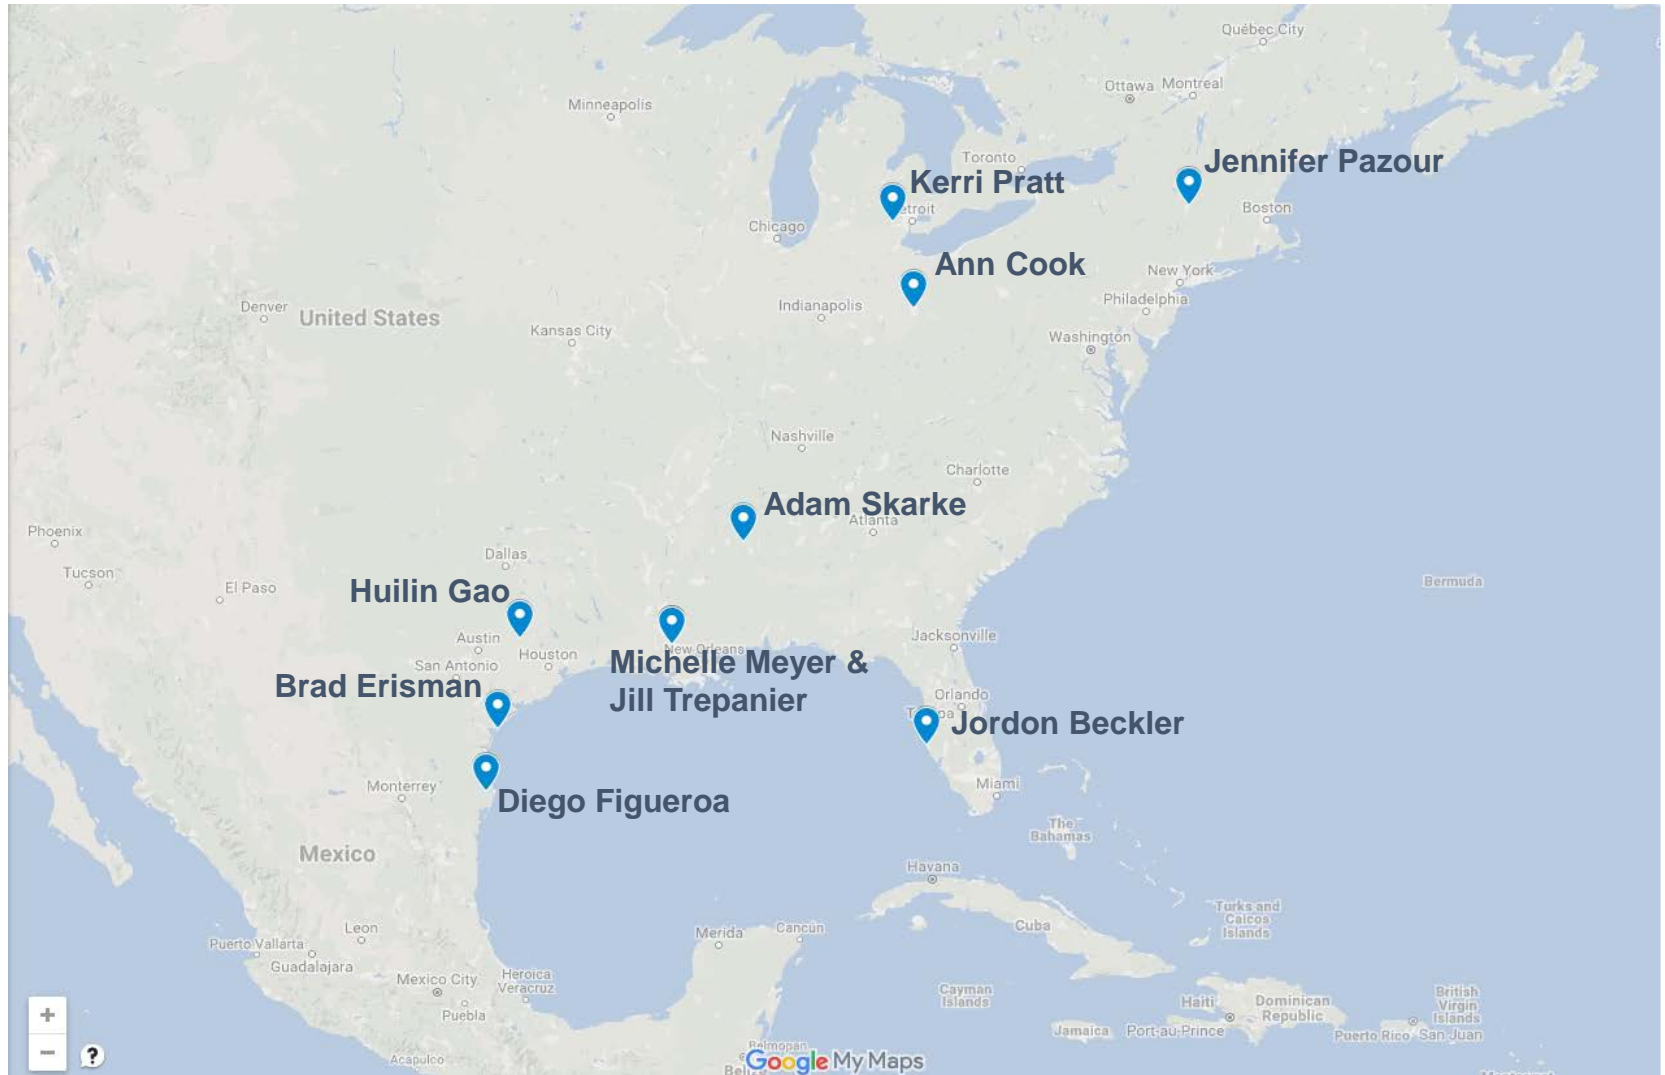 Québec City
Ottawa Montreal
Minneapolis
Toronto
Jennifer Pazour
Kerri Pratt
Boston
Chicago
Ann Cook
New York
Indianapolis
Philadelphia
Denver
United States
Kansas City
Washington
Nashville
Charlotte
Adam Skarke
Atlanta
Phoenix
Dallas
Tucson
El Paso
Huilin Gao
Bermuda
Austin
Jacksonville
New Orleans
San Antonio
Houston
Michelle Meyer &
Jill Trepanier
Brad Erisman
Orlando
Jordon Beckler
Monterrey
Miami
Diego Figueroa
The
Bahamas
Mexico
Havana
Turks and
Caicos
Islands
Leon
Merida
Cancún
Cuba
Puerto Vallarta
Guadalajara
Mexico City
Heroica
Veracruz
Cayman
Islands
British
Virgin
Islands
Haiti
Dominican
Republic
Puebla
Jamaica
Port-au-Prince
Puerto Rico
San Juan
+
−
?
Acapulco
Belmopan
Google My Maps